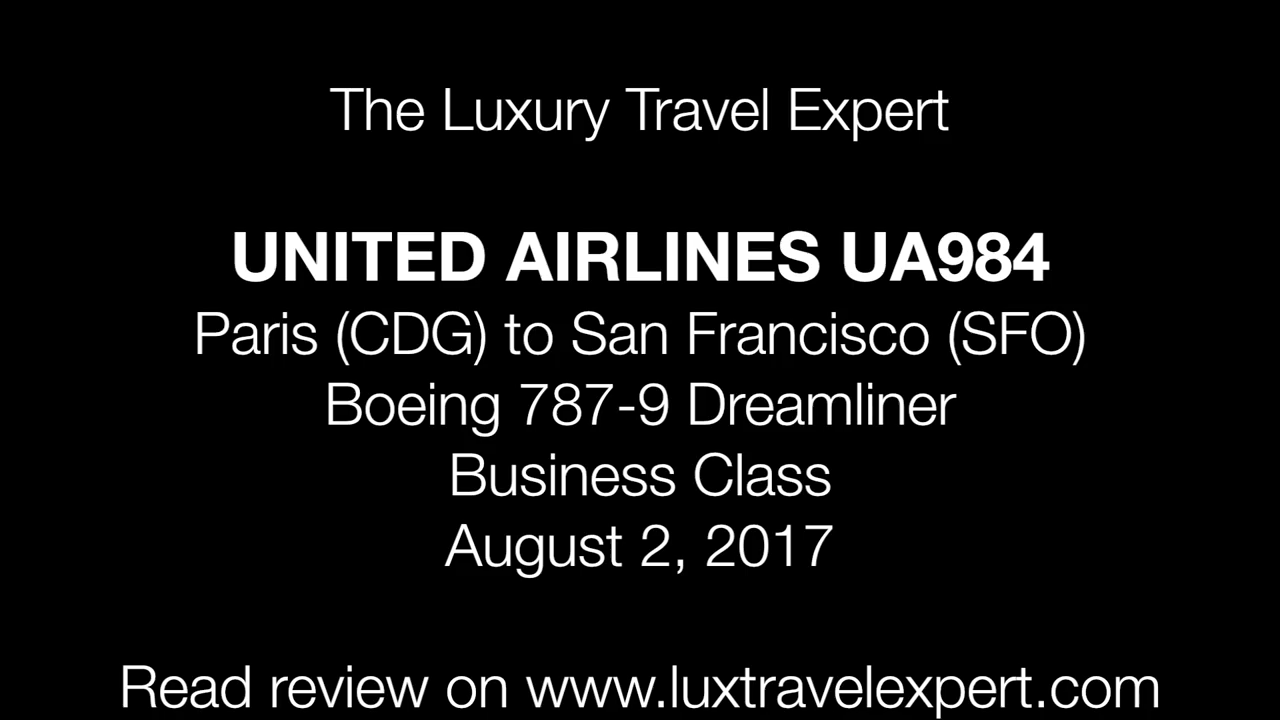 The Luxury Travel Expert
UNITED AIRLINES UA984
Paris (CDG) to San Francisco (SFO)
Boeing 787-9 Dreamliner
Business Class
August 2, 2017
Read review on www.luxtravelexpert.com